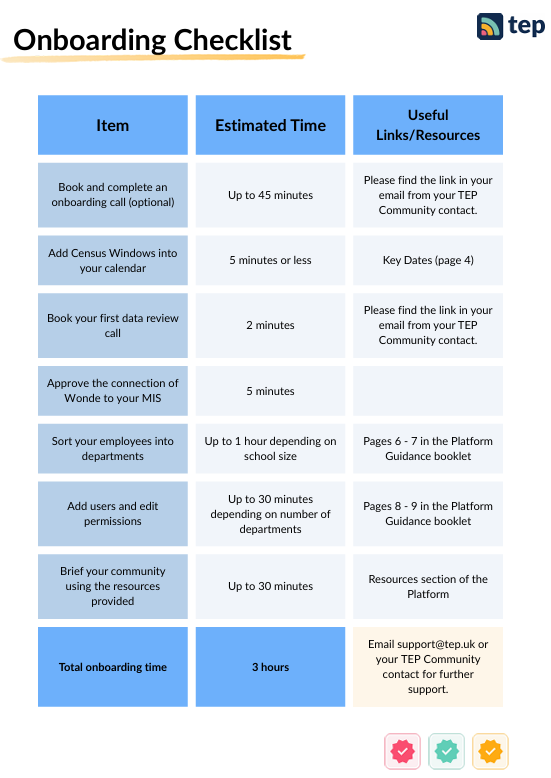 Onboarding Checklist
tep
Item
Estimated Time
Useful
Links/Resources
Book and complete an
onboarding call (optional)
Up to 45 minutes
Please find the link in your
email from your TEP
Community contact.
Add Census Windows into
your calendar
5 minutes or less
Key Dates (page 4)
Book your first data review
call
2 minutes
Please find the link in your
email from your TEP
Community contact.
Approve the connection of
Wonde to your MIS
5 minutes
Sort your employees into
departments
Up to 1 hour depending on
school size
Pages 6 - 7 in the Platform
Guidance booklet
Add users and edit
permissions
Up to 30 minutes
depending on number of
departments
Pages 8 - 9 in the Platform
Guidance booklet
Brief your community
using the resources
provided
Up to 30 minutes
Resources section of the
Platform
Total onboarding time
3 hours
Email support@tep.uk or
your TEP Community
contact for further
support.